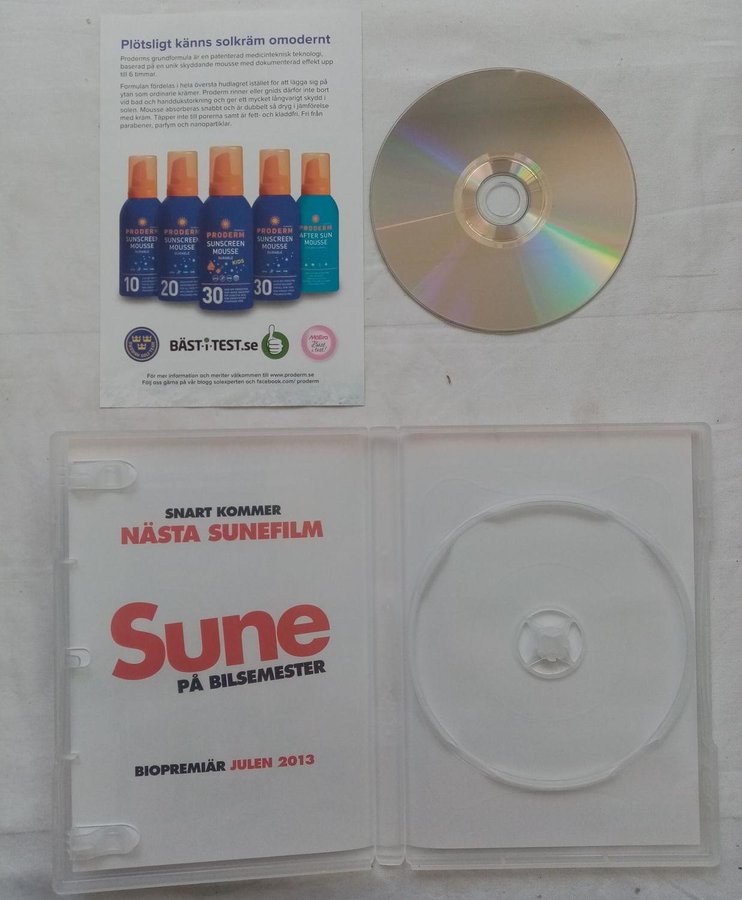 Plötsligt känns solkräm omodernt
Proderms grundformula är en patenterad medicinteknisk teknologi,
baserad på en unik skyddande mousse med dokumenterad effekt upp
till 6 timmar.
Formulan fördelas i hela översta hudlagret istället för att lägga sig på
ytan som ordinarie krämer. Proderm rinner eller gnids därför inte bort
vid bad och handdukstorkning och ger ett mycket långvarigt skydd i
solen. Mousse absorberas snabbt och är dubbelt så dryg i jämförelse
med kräm. Täpper inte till porerna samt är fett- och kladdfri. Fri från
parabener, parfym och nanopartiklar.
PRODERM
SUNSCREEN
MOUSSE
DURABLE
10
PRODERM
SUNSCREEN
MOUSSE
DURABLE
20
PRODERM
SUNSCREEN
MOUSSE
DURABLE
KIDS
30
PRODERM
SUNSCREEN
MOUSSE
DURABLE
30
PRODERM
AFTER SUN
MOUSSE
BÄST-i-TEST.se
Bäst
i test!
För mer information och meriter välkommen till www.proderm.se
Följ oss gärna på vår blogg solexperten och facebook.com/ proderm
SNART KOMMER
NÄSTA SUNEFILM
Sune
PÅ BILSEMESTER
BIOPREMIÄR JULEN 2013